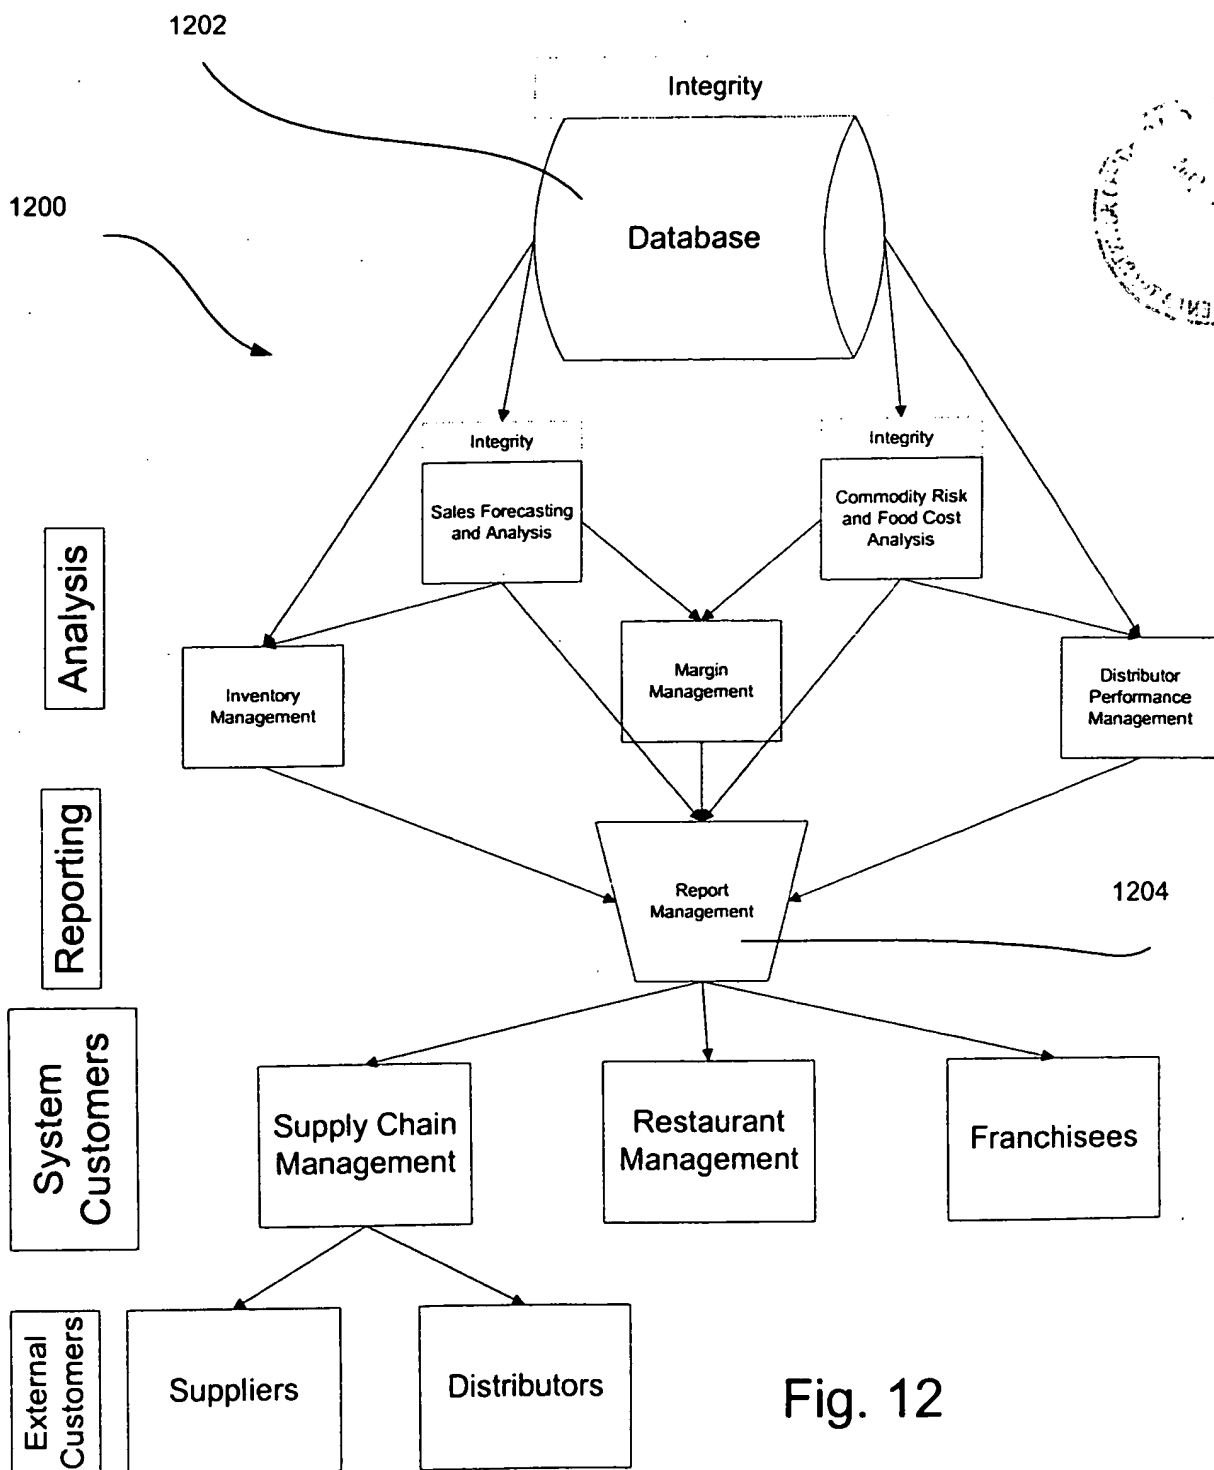 1202
Integrity
1200
Database
Integrity
Integrity
Sales Forecasting
and Analysis
Commodity Risk
and Food Cost
Analysis
Analysis
Inventory
Management
Margin
Management
Distributor
Performance
Management
Reporting
Report
Management
1204
System
Customers
Supply Chain
Management
Restaurant
Management
Franchisees
External
Customers
Suppliers
Distributors
Fig. 12